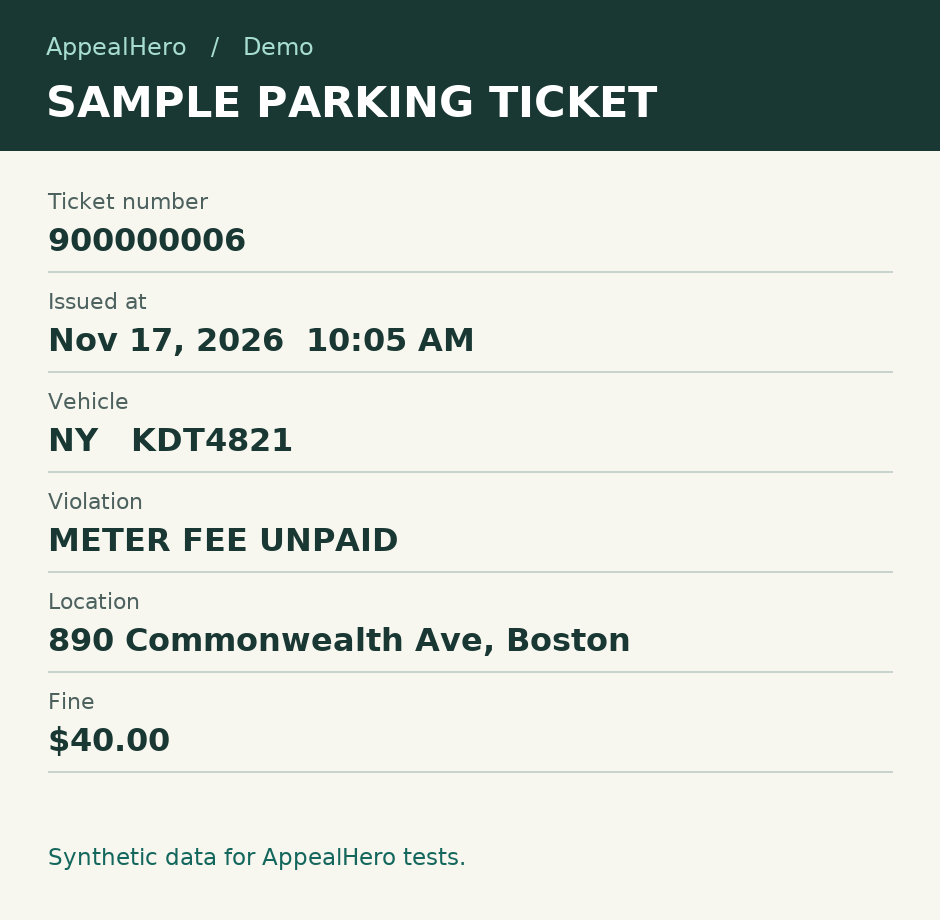 AppealHero / Demo
SAMPLE PARKING TICKET
Ticket number
900000006
Issued at
Nov 17, 2026 10:05 AM
Vehicle
NY KDT4821
Violation
METER FEE UNPAID
Location
890 Commonwealth Ave, Boston
Fine
$40.00
Synthetic data for AppealHero tests.